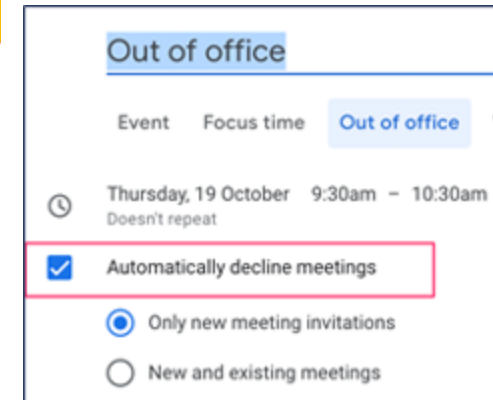 Out of office
Event Focus time Out of office
Thursday, 19 October 9:30am – 10:30am
Doesn't repeat
Automatically decline meetings
Only new meeting invitations
New and existing meetings